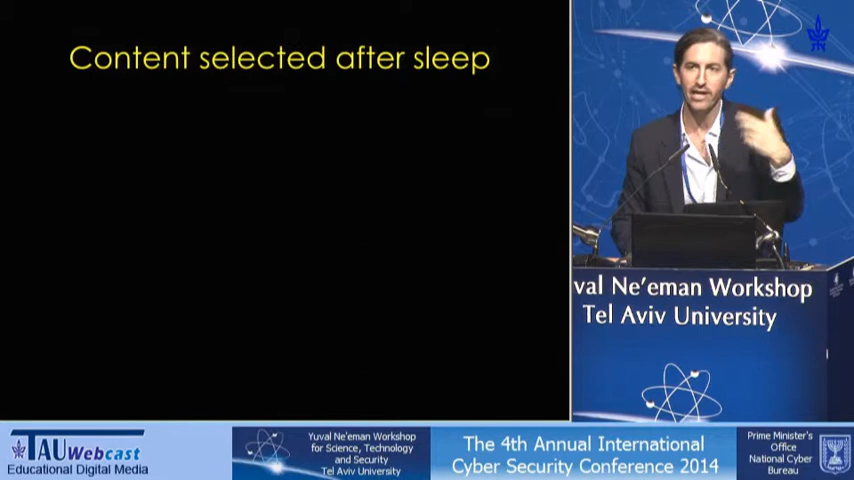 Content selected after sleep
val Ne'eman Workshop
Tel Aviv University
TAU Webcast
Educational Digital Media
Yuval Ne'eman Workshop
for Science, Technology
and Security
Tel Aviv University
The 4th Annual International
Cyber Security Conference 2014
Prime Minister's
Office
National Cyber
Bureau